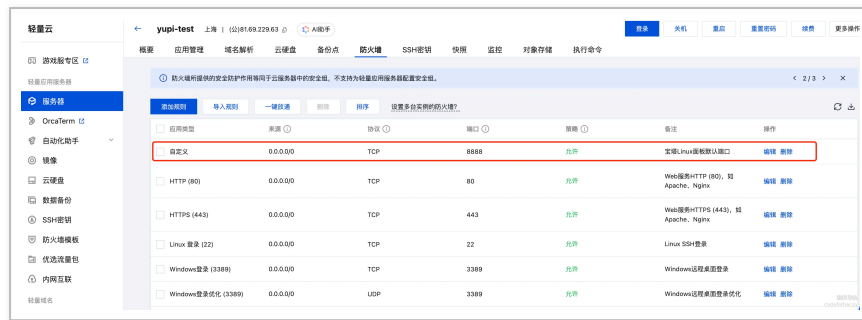 轻量云
← yupi-test 上海 | (公)81.69.229.63 AI助手 登录 关机 重启 重置密码 续费 更多操作
概要 应用管理 域名解析 云硬盘 备份点 防火墙 SSH密钥 快照 监控 对象存储 执行命令
游戏服专区
轻量应用服务器
服务器
OrcaTerm
自动化助手
镜像
云硬盘
数据备份
SSH密钥
防火墙模板
优选流量包
内网互联
轻量域名
防火墙所提供的安全防护作用等同于云服务器中的安全组，不支持为轻量应用服务器配置安全组。 < 2/3 > ×
添加规则 导入规则 一键放通 删除 排序 设置多台实例的防火墙?
应用类型 来源 协议 端口 策略 备注 操作
自定义 0.0.0.0/0 TCP 8888 允许 宝塔Linux面板默认端口 编辑 删除
HTTP (80) 0.0.0.0/0 TCP 80 允许 Web服务HTTP (80)，如 Apache、Nginx 编辑 删除
HTTPS (443) 0.0.0.0/0 TCP 443 允许 Web服务HTTPS (443)，如 Apache、Nginx 编辑 删除
Linux 登录 (22) 0.0.0.0/0 TCP 22 允许 Linux SSH登录 编辑 删除
Windows登录 (3389) 0.0.0.0/0 TCP 3389 允许 Windows远程桌面登录 编辑 删除
Windows登录优化 (3389) 0.0.0.0/0 UDP 3389 允许 Windows远程桌面登录优化 编辑 删除